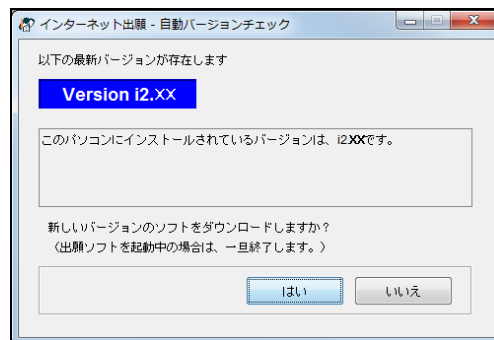 インターネット出願 - 自動バージョンチェック
以下の最新バージョンが存在します
Version i2.XX
このパソコンにインストールされているバージョンは、i2XXです。
新しいバージョンのソフトをダウンロードしますか？
（出願ソフトを起動中の場合は、一旦終了します。）
はい
いいえ